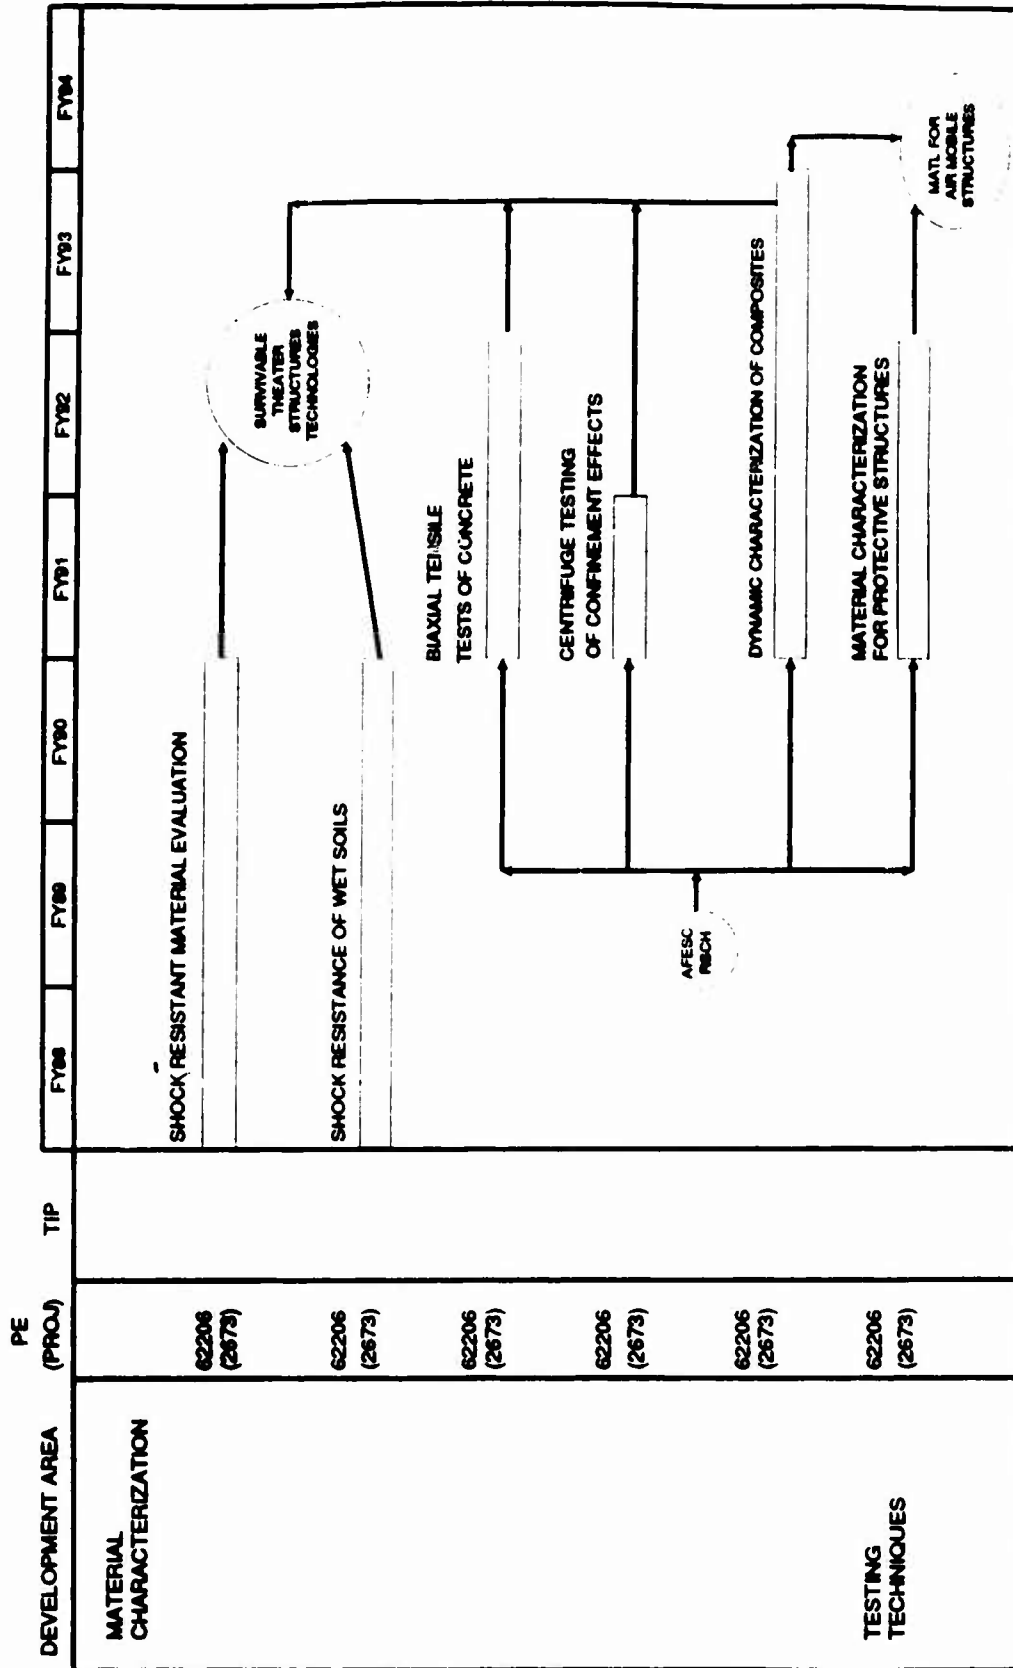 DEVELOPMENT AREA
PE
(PROJ)
TIP
FY88
FY89
FY90
FY91
FY92
FY93
FY94
MATERIAL
CHARACTERIZATION
62206
(2673)
SHOCK RESISTANT MATERIAL EVALUATION
SURVIVABLE
THEATER
STRUCTURES
TECHNOLOGIES
62206
(2673)
SHOCK RESISTANCE OF WET SOILS
62206
(2673)
BIAXIAL TENSILE
TESTS OF CONCRETE
62206
(2673)
CENTRIFUGE TESTING
OF CONFINEMENT EFFECTS
AFESC
RSCH
62206
(2673)
DYNAMIC CHARACTERIZATION OF COMPOSITES
TESTING
TECHNIQUES
62206
(2673)
MATERIAL CHARACTERIZATION
FOR PROTECTIVE STRUCTURES
MATL FOR
AIR MOBILE
STRUCTURES